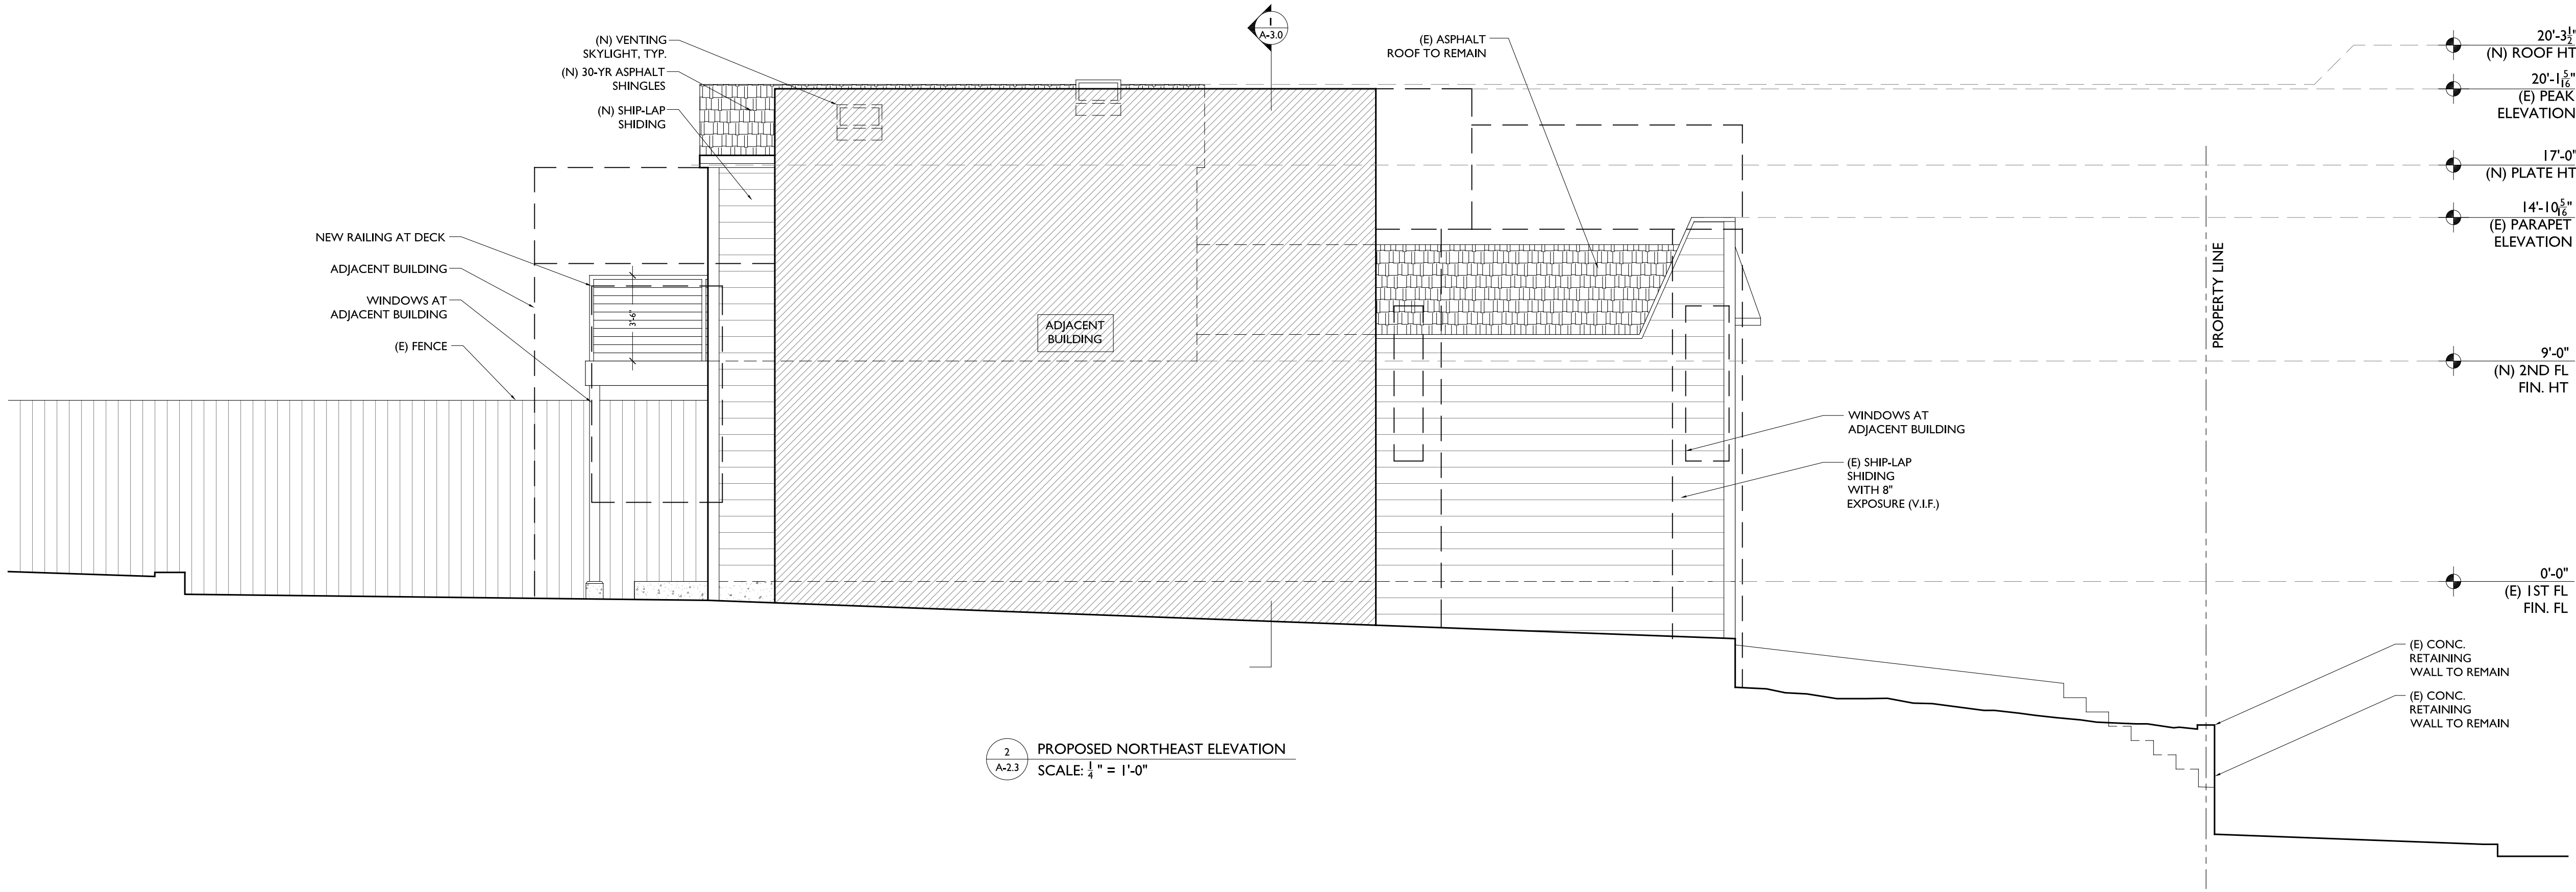 1
A-3.0
(N) VENTING
SKYLIGHT, TYP.
(N) 30-YR ASPHALT
SHINGLES
(N) SHIP-LAP
SHIDING
(E) ASPHALT
ROOF TO REMAIN
20'-3 1/2"
(N) ROOF HT
20'-1 5/16"
(E) PEAK
ELEVATION
17'-0"
(N) PLATE HT
14'-10 5/16"
(E) PARAPET
ELEVATION
NEW RAILING AT DECK
ADJACENT BUILDING
WINDOWS AT
ADJACENT BUILDING
(E) FENCE
3'-6"
ADJACENT
BUILDING
PROPERTY LINE
9'-0"
(N) 2ND FL
FIN. HT
WINDOWS AT
ADJACENT BUILDING
(E) SHIP-LAP
SHIDING
WITH 8"
EXPOSURE (V.I.F.)
0'-0"
(E) 1ST FL
FIN. FL
(E) CONC.
RETAINING
WALL TO REMAIN
(E) CONC.
RETAINING
WALL TO REMAIN
2
A-2.3
PROPOSED NORTHEAST ELEVATION
SCALE: 1/4 " = 1'-0"